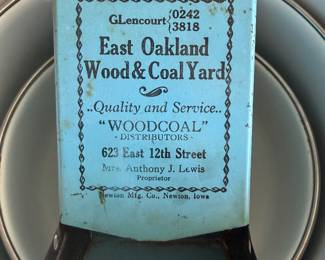 GLencourt {0242
{3818
East Oakland
Wood & Coal Yard
..Quality and Service..
"WOODCOAL"
- DISTRIBUTORS -
623 East 12th Street
Mrs. Anthony J. Lewis
Proprietor
Newton Mfg. Co., Newton, Iowa